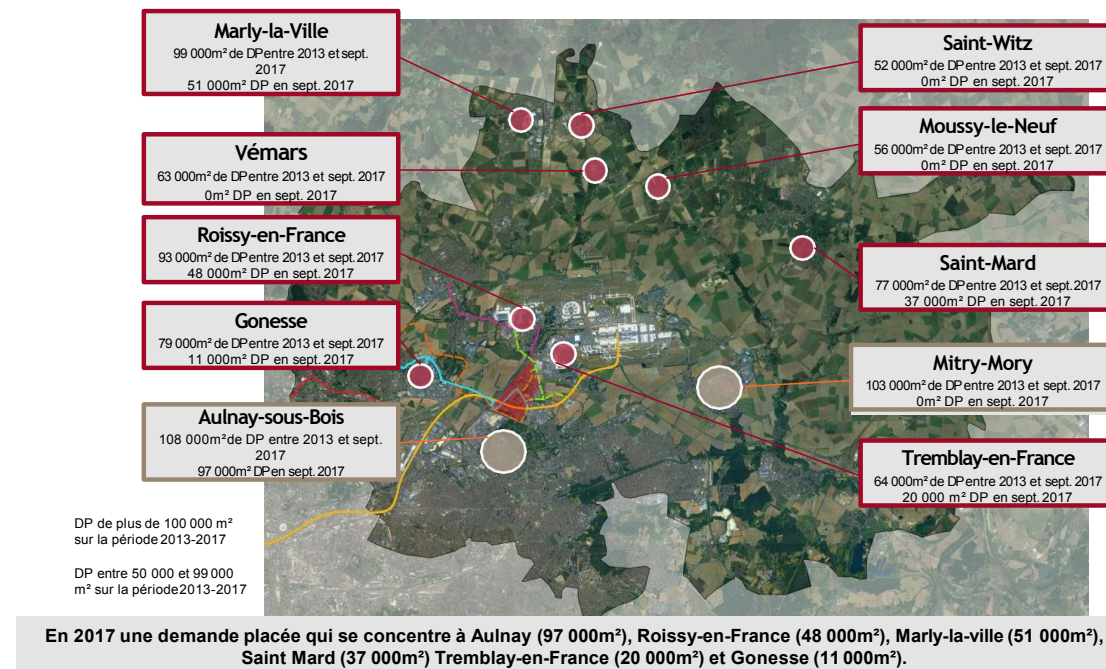 Marly-la-Ville
99 000m² de DP entre 2013 et sept.
2017
51 000m² DP en sept. 2017
Vémars
63 000m² de DP entre 2013 et sept. 2017
0m² DP en sept. 2017
Roissy-en-France
93 000m² de DP entre 2013 et sept. 2017
48 000m² DP en sept. 2017
Gonesse
79 000m² de DP entre 2013 et sept. 2017
11 000m² DP en sept. 2017
Aulnay-sous-Bois
108 000m² de DP entre 2013 et sept.
2017
97 000m² DP en sept. 2017
Saint-Witz
52 000m² de DP entre 2013 et sept. 2017
0m² DP en sept. 2017
Moussy-le-Neuf
56 000m² de DP entre 2013 et sept. 2017
0m² DP en sept. 2017
Saint-Mard
77 000m² de DP entre 2013 et sept. 2017
37 000m² DP en sept. 2017
Mitry-Mory
103 000m² de DP entre 2013 et sept. 2017
0m² DP en sept. 2017
Tremblay-en-France
64 000m² de DP entre 2013 et sept. 2017
20 000 m² DP en sept. 2017
DP de plus de 100 000 m²
sur la période 2013-2017
DP entre 50 000 et 99 000
m² sur la période 2013-2017
En 2017 une demande placée qui se concentre à Aulnay (97 000m²), Roissy-en-France (48 000m²), Marly-la-ville (51 000m²),
Saint Mard (37 000m²) Tremblay-en-France (20 000m²) et Gonesse (11 000m²).